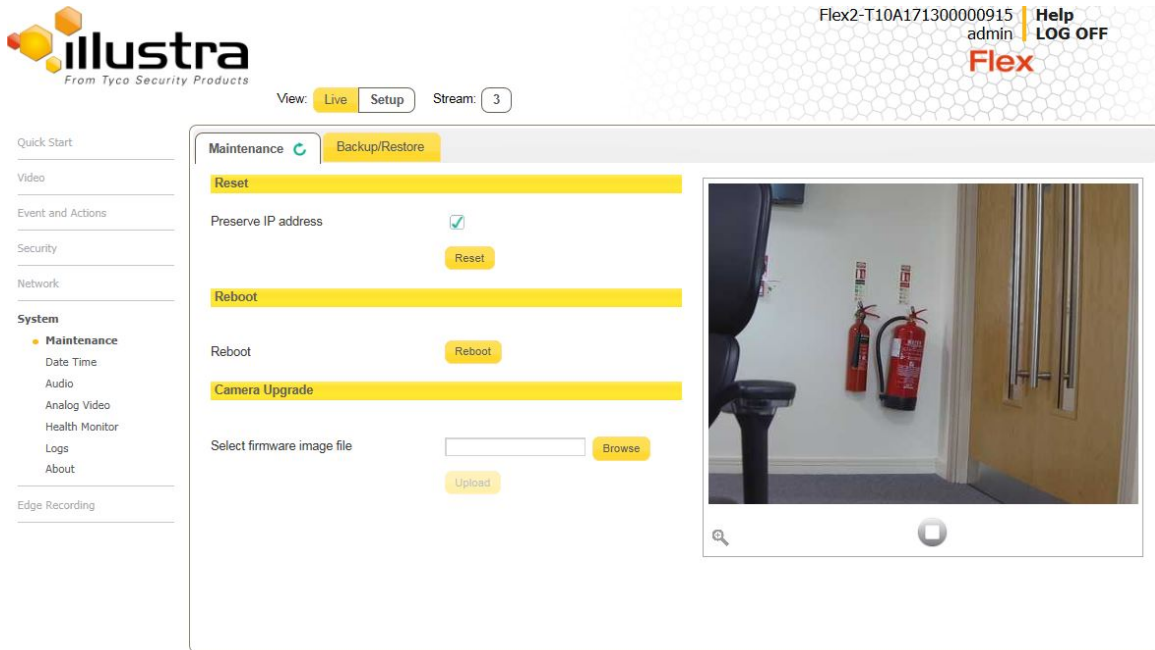 illustra
From Tyco Security Products
Flex2-T10A171300000915
Help
admin
LOG OFF
Flex
View: Live Setup Stream: 3
Quick Start
Video
Event and Actions
Security
Network
System
Maintenance
Date Time
Audio
Analog Video
Health Monitor
Logs
About
Edge Recording
Maintenance
Backup/Restore
Reset
Preserve IP address
Reset
Reboot
Reboot
Reboot
Camera Upgrade
Select firmware image file
Browse
Upload